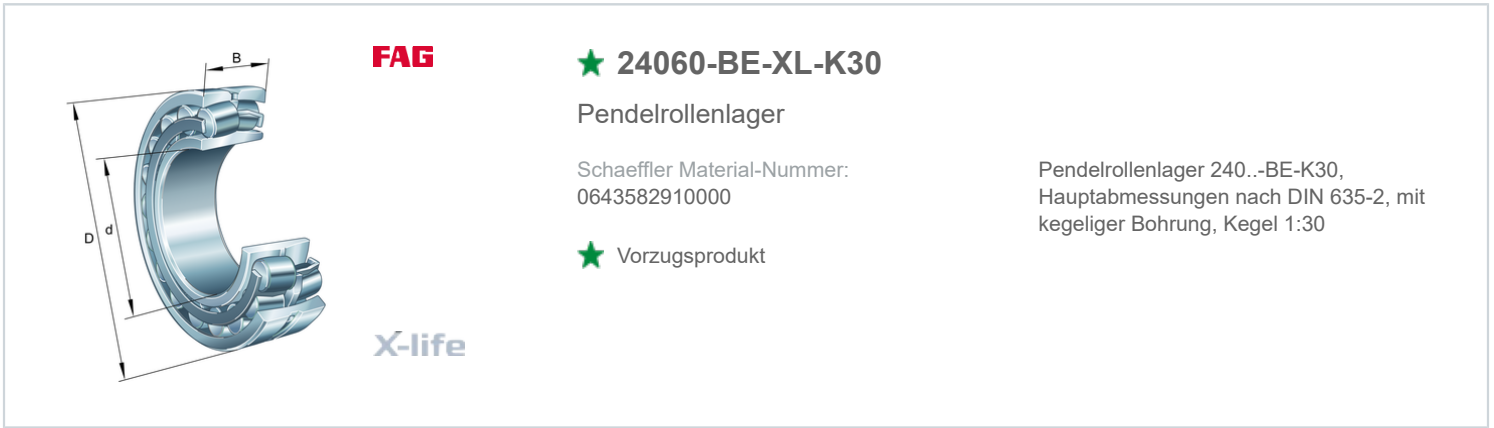 B
D
d
FAG
X-life
24060-BE-XL-K30
Pendelrollenlager
Schaeffler Material-Nummer:
0643582910000
Vorzugsprodukt
Pendelrollenlager 240..-BE-K30,
Hauptabmessungen nach DIN 635-2, mit
kegeliger Bohrung, Kegel 1:30